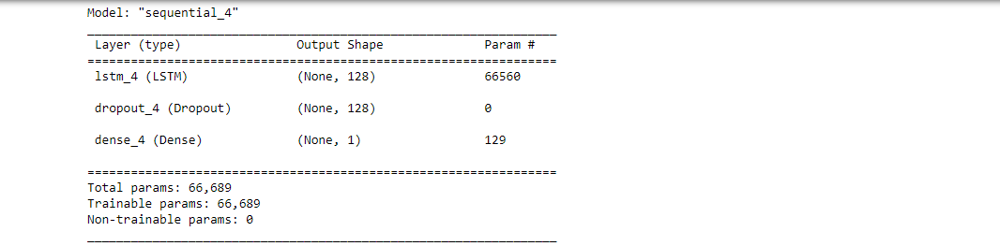 Model: "sequential_4"
_________________________________________________________________
Layer (type)                Output Shape              Param #
=================================================================
lstm_4 (LSTM)               (None, 128)               66560
dropout_4 (Dropout)         (None, 128)               0
dense_4 (Dense)             (None, 1)                 129
=================================================================
Total params: 66,689
Trainable params: 66,689
Non-trainable params: 0
_________________________________________________________________